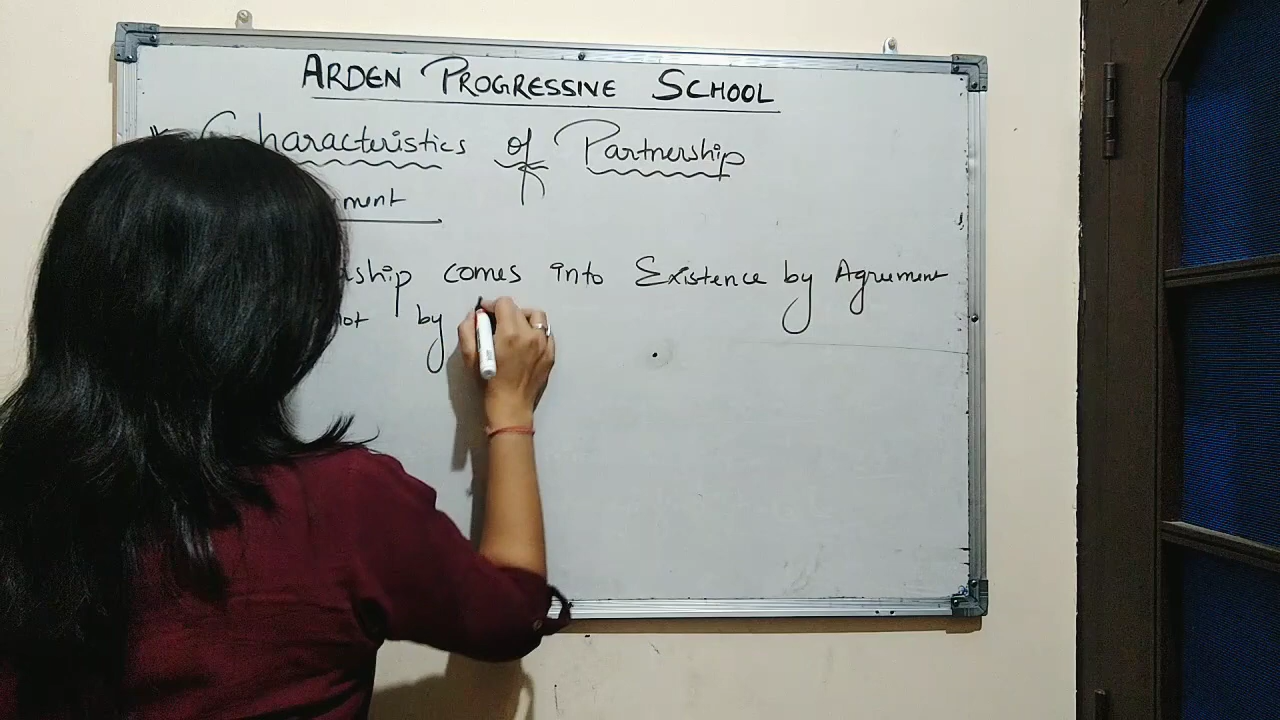 ARDEN PROGRESSIVE SCHOOL
* Characteristics of Partnership
ment
ship comes into Existence by Agreement
not by